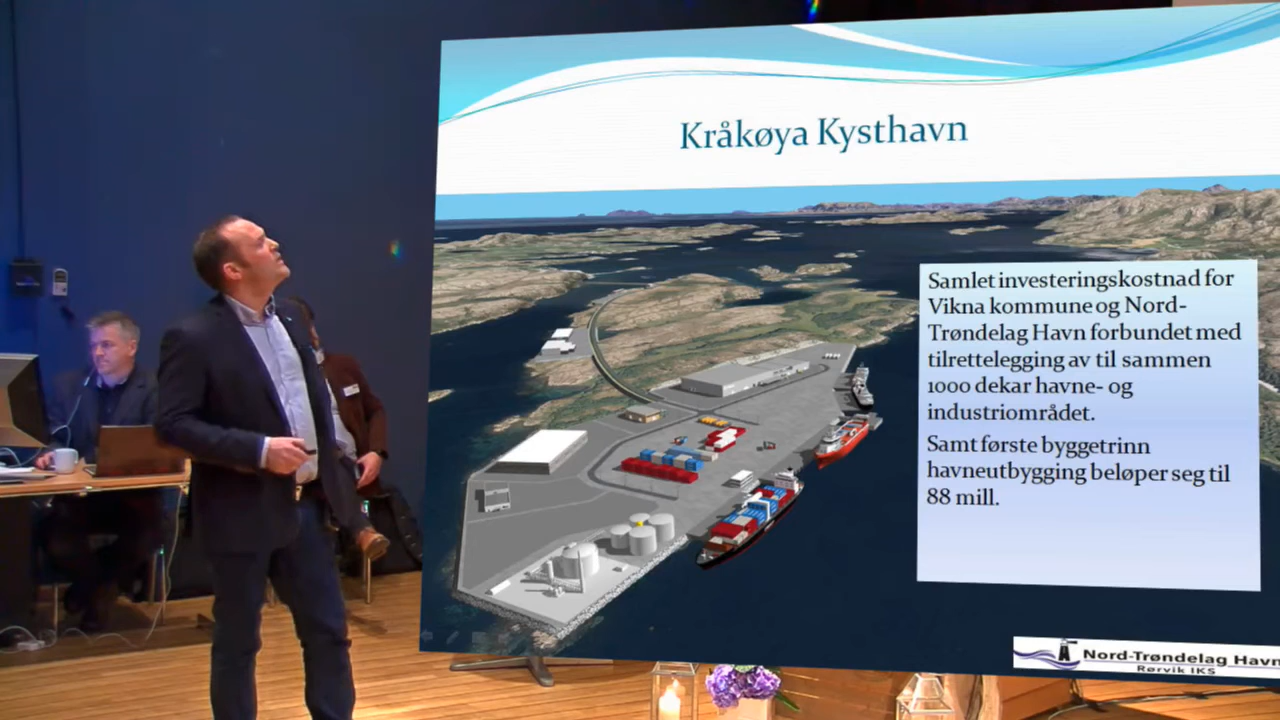 Kråkøya Kysthavn
Samlet investeringskostnad for
Vikna kommune og Nord-
Trøndelag Havn forbundet med
tilrettelegging av til sammen
1000 dekar havne- og
industriområdet.
Samt første byggetrinn
havneutbygging beløper seg til
88 mill.
Nord-Trøndelag Havn
Rørvik IKS